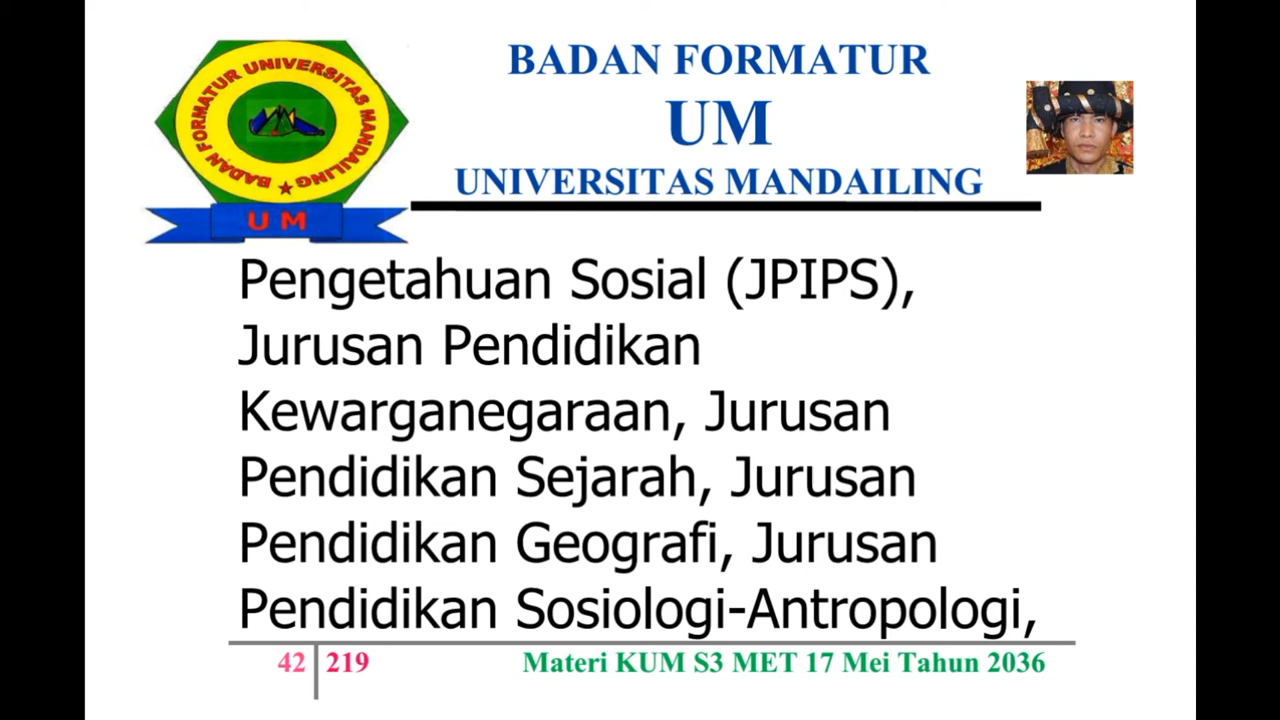 BADAN FORMATUR UNIVERSITAS MANDAILING
UM
BADAN FORMATUR
UM
UNIVERSITAS MANDAILING
Pengetahuan Sosial (JPIPS),
Jurusan Pendidikan
Kewarganegaraan, Jurusan
Pendidikan Sejarah, Jurusan
Pendidikan Geografi, Jurusan
Pendidikan Sosiologi-Antropologi,
42 219 Materi KUM S3 MET 17 Mei Tahun 2036